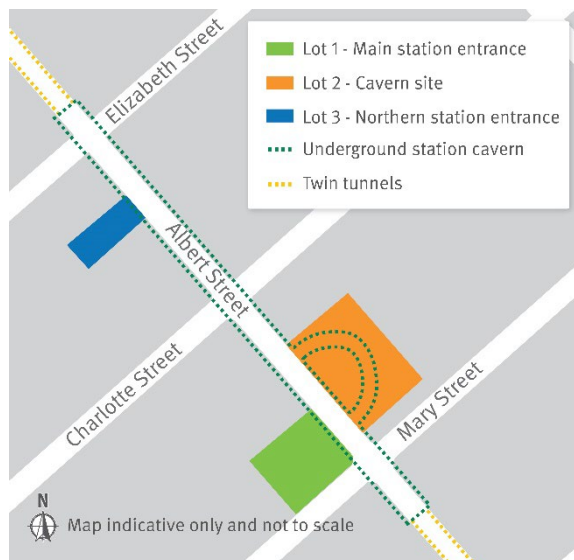 Elizabeth Street
Lot 1 - Main station entrance
Lot 2 - Cavern site
Lot 3 - Northern station entrance
Underground station cavern
Twin tunnels
Albert Street
Charlotte Street
Mary Street
N
Map indicative only and not to scale